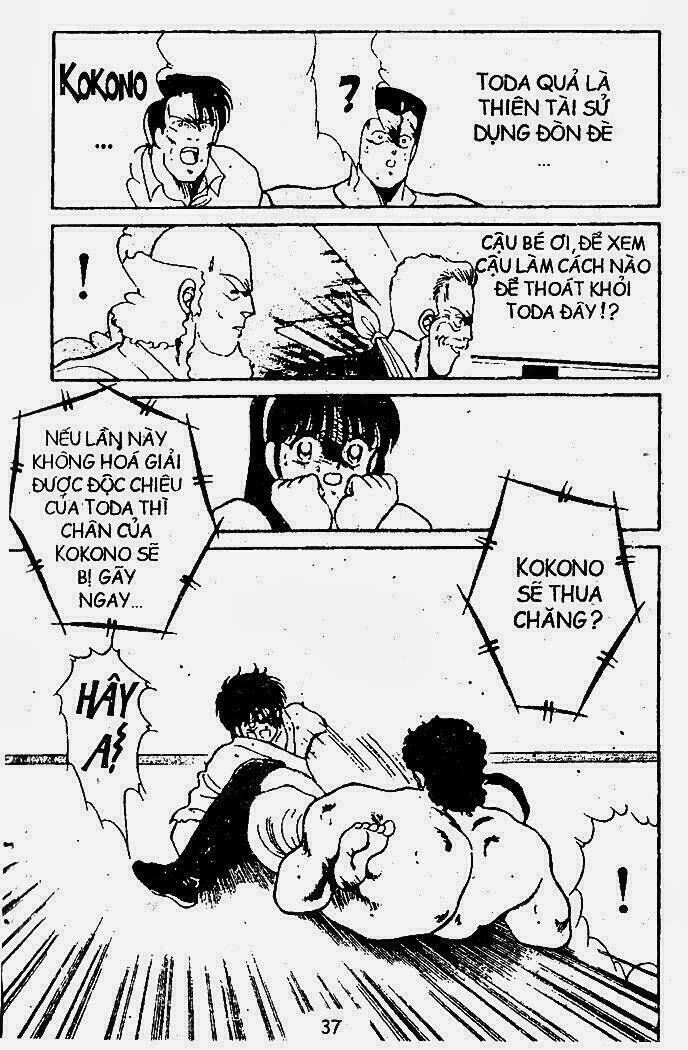 KOKONO
...
?
TODA QUẢ LÀ
THIÊN TÀI SỬ
DỤNG ĐÒN ĐÈ
...
!
CẬU BÉ ƠI, ĐỂ XEM
CẬU LÀM CÁCH NÀO
ĐỂ THOÁT KHỎI
TODA ĐÂY!?
NẾU LẦN NÀY
KHÔNG HOÁ GIẢI
ĐƯỢC ĐỘC CHIÊU
CỦA TODA THÌ
CHÂN CỦA
KOKONO SẼ
BỊ GÃY
NGAY...
KOKONO
SẼ THUA
CHĂNG?
HÂY
A!
!
37